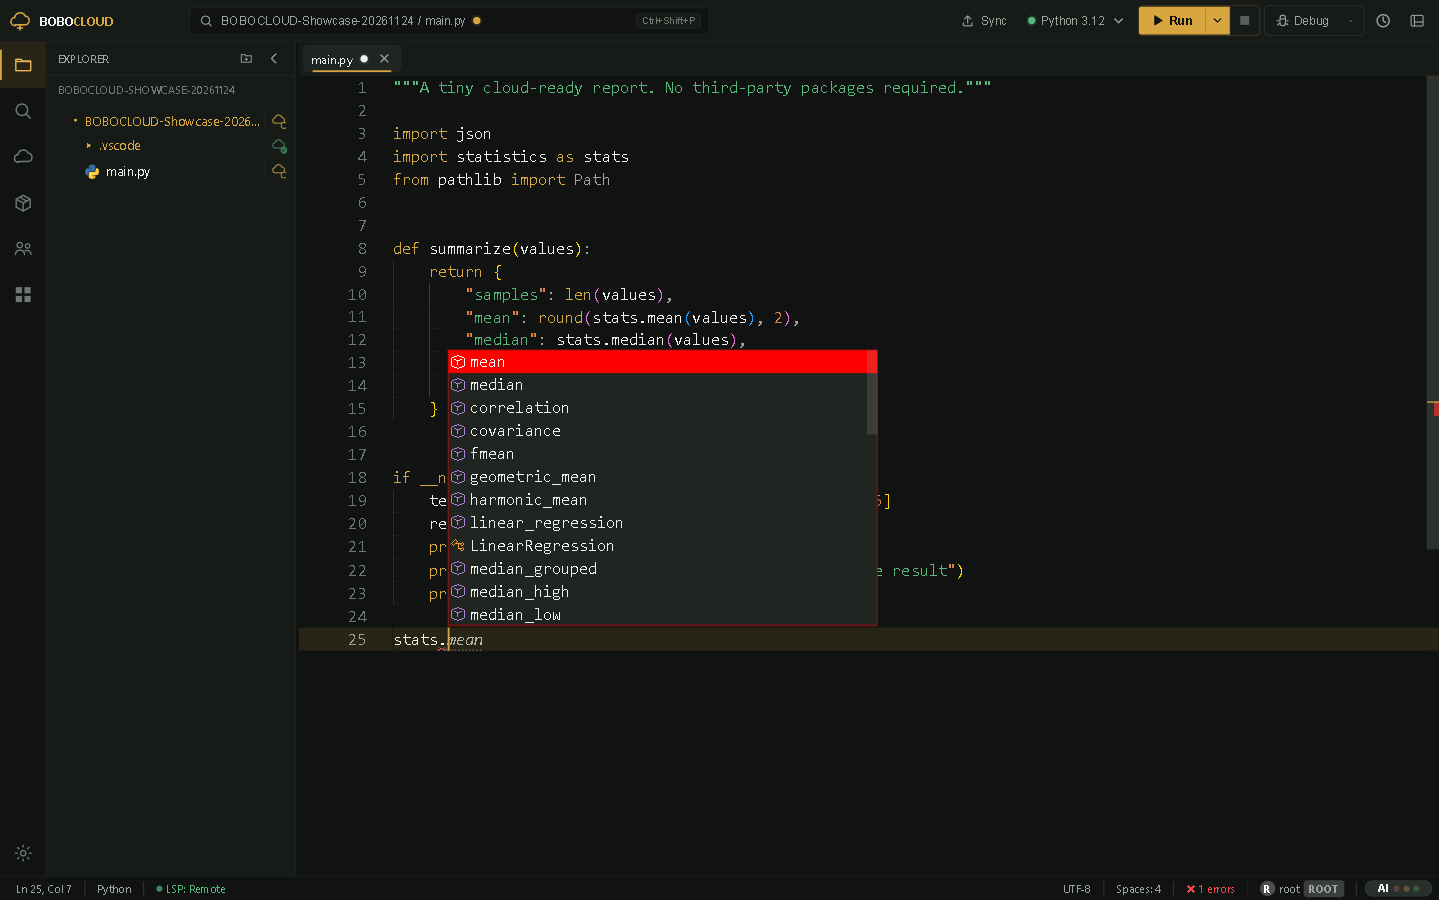 BOBOCLOUD
BOBOCLOUD-Showcase-20261124 / main.py
Ctrl+Shift+P
Sync
Python 3.12
Run
Debug
EXPLORER
BOBOCLOUD-SHOWCASE-20261124
BOBOCLOUD-Showcase-2026...
.vscode
main.py
main.py
1 """A tiny cloud-ready report. No third-party packages required."""
2
3 import json
4 import statistics as stats
5 from pathlib import Path
6
7
8 def summarize(values):
9 return {
10 "samples": len(values),
11 "mean": round(stats.mean(values), 2),
12 "median": stats.median(values),
13
14
15 }
16
17
18 if __n
19 te 5]
20 re
21 pr
22 pr e result")
23 pr
24
25 stats.mean
mean
median
correlation
covariance
fmean
geometric_mean
harmonic_mean
linear_regression
LinearRegression
median_grouped
median_high
median_low
Ln 25, Col 7
Python
LSP: Remote
UTF-8
Spaces: 4
1 errors
R root ROOT
AI